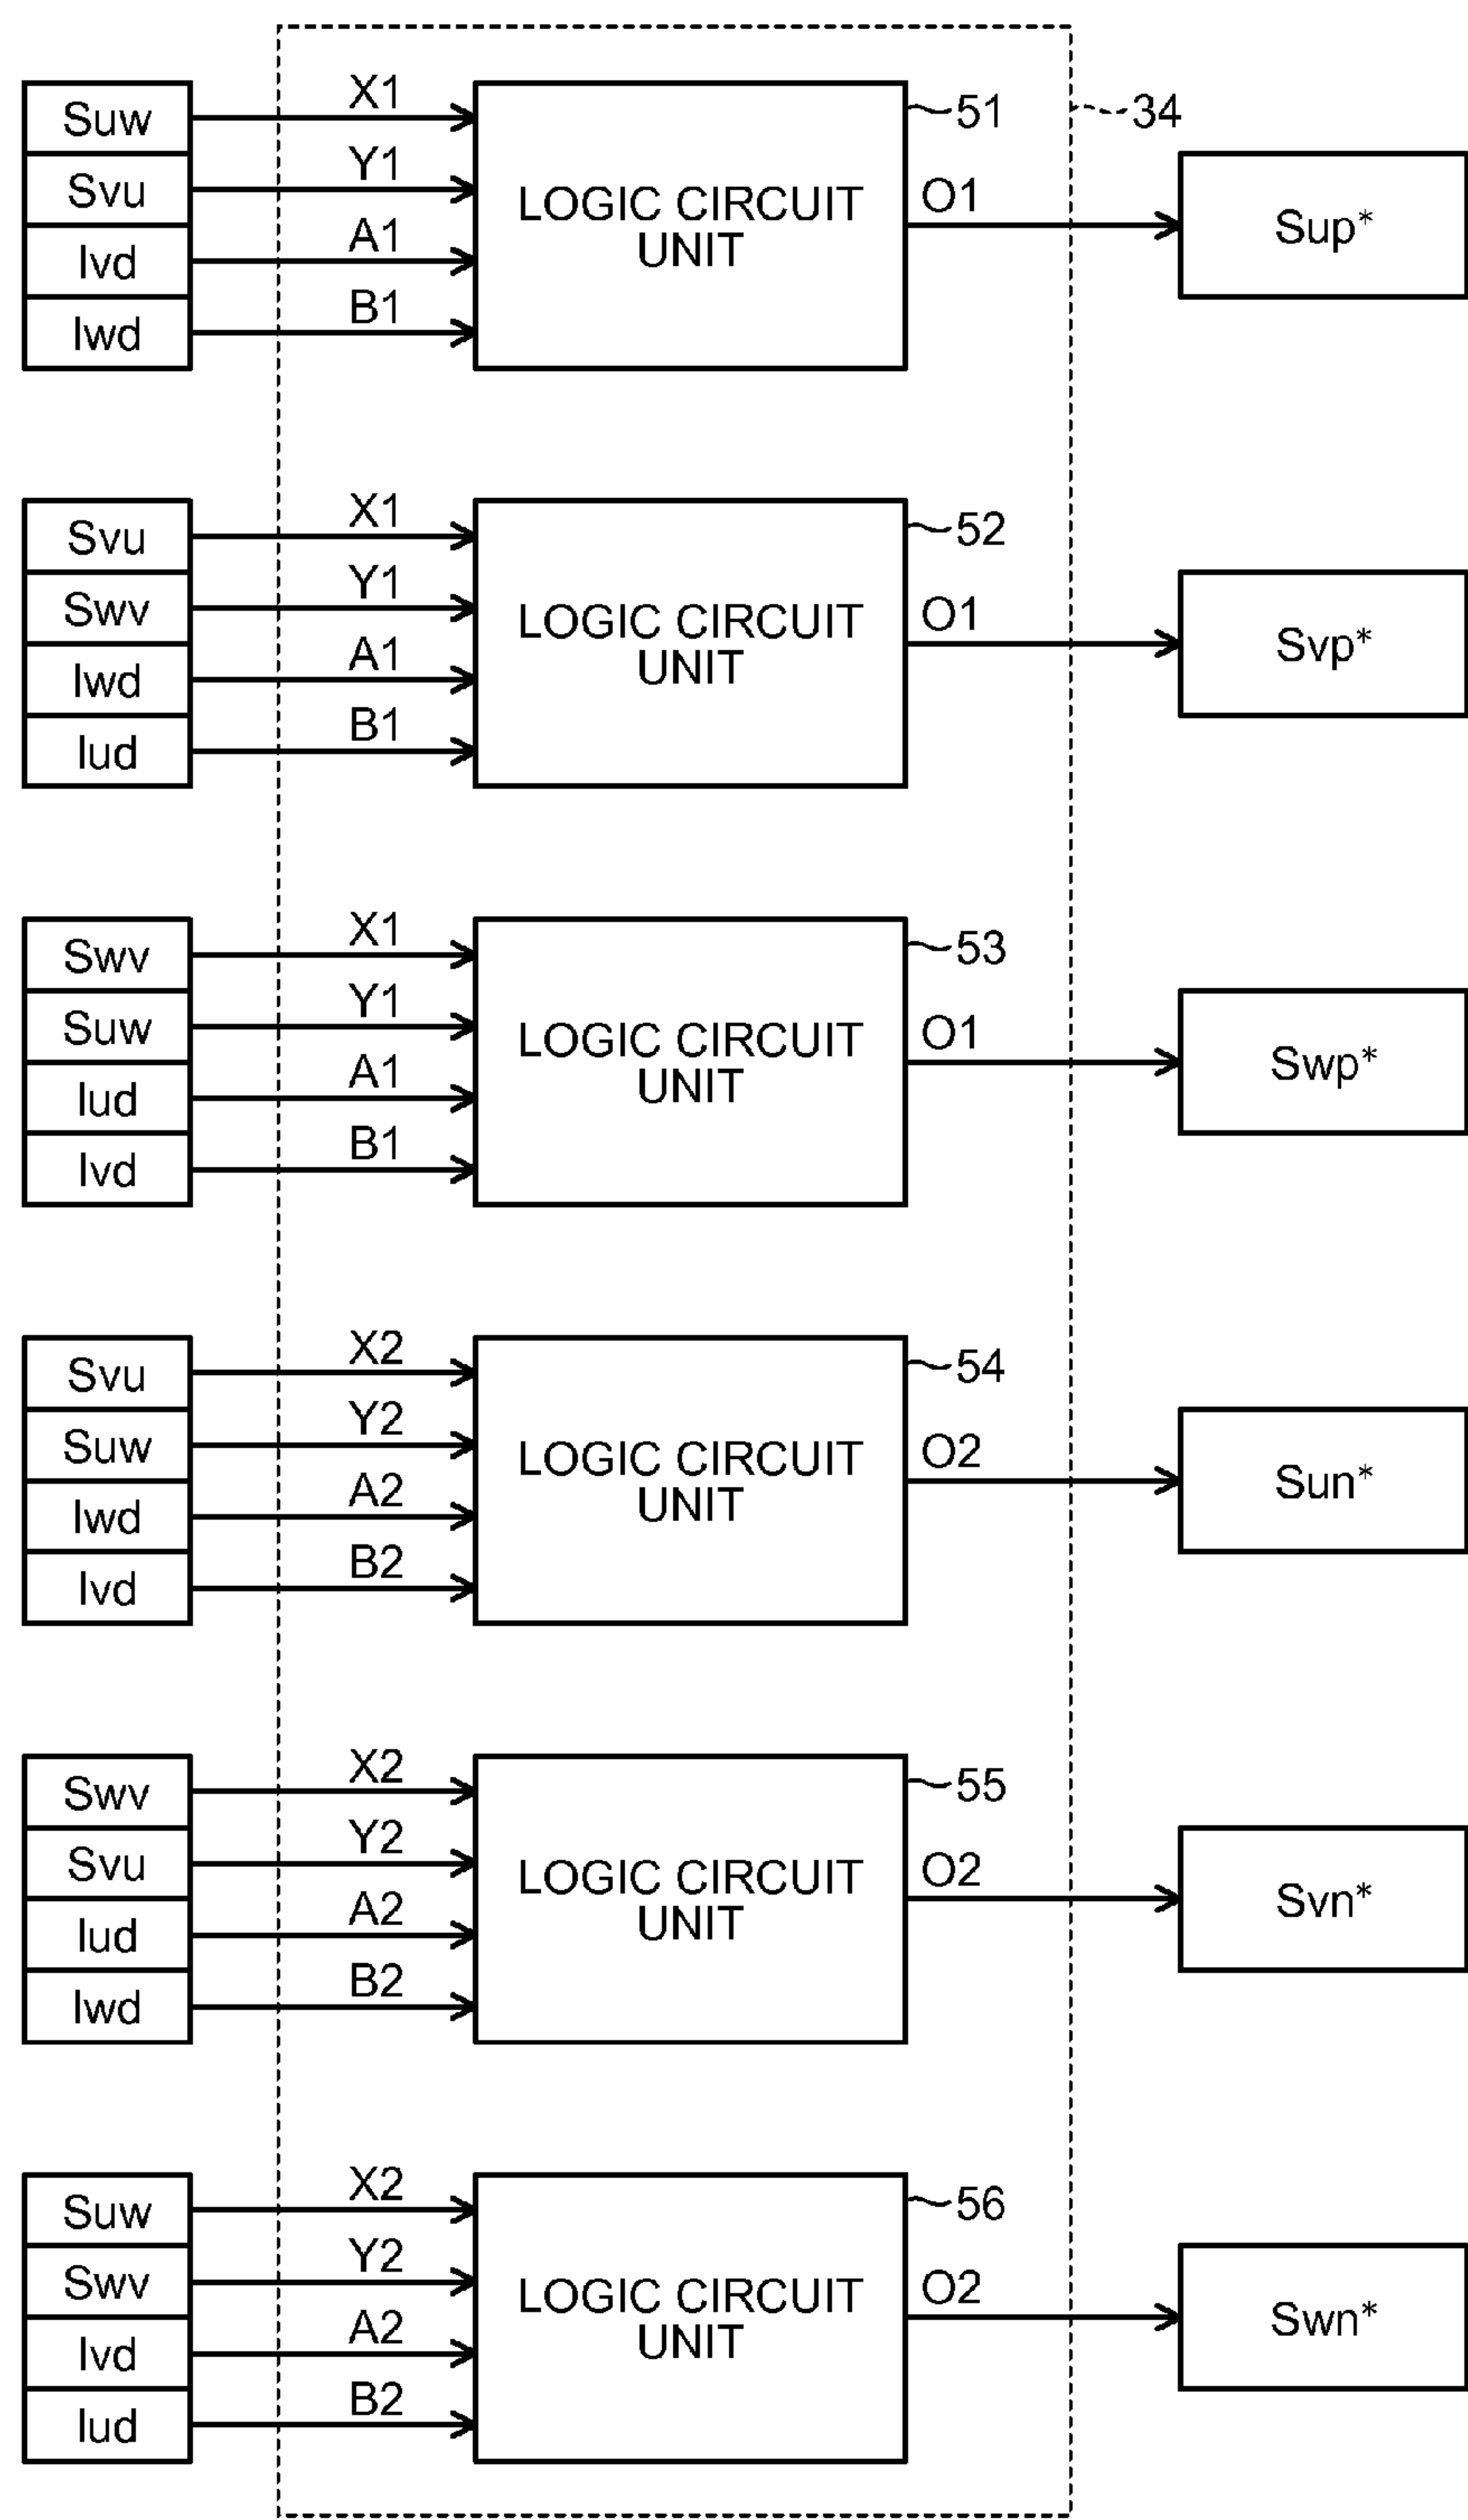 Suw
X1
51
34
Svu
Y1
LOGIC CIRCUIT
UNIT
O1
Sup*
Ivd
A1
Iwd
B1
Svu
X1
52
Swv
Y1
LOGIC CIRCUIT
UNIT
O1
Svp*
Iwd
A1
Iud
B1
Swv
X1
53
Suw
Y1
LOGIC CIRCUIT
UNIT
O1
Swp*
Iud
A1
Ivd
B1
Svu
X2
54
Suw
Y2
LOGIC CIRCUIT
UNIT
O2
Sun*
Iwd
A2
Ivd
B2
Swv
X2
55
Svu
Y2
LOGIC CIRCUIT
UNIT
O2
Svn*
Iud
A2
Iwd
B2
Suw
X2
56
Swv
Y2
LOGIC CIRCUIT
UNIT
O2
Swn*
Ivd
A2
Iud
B2